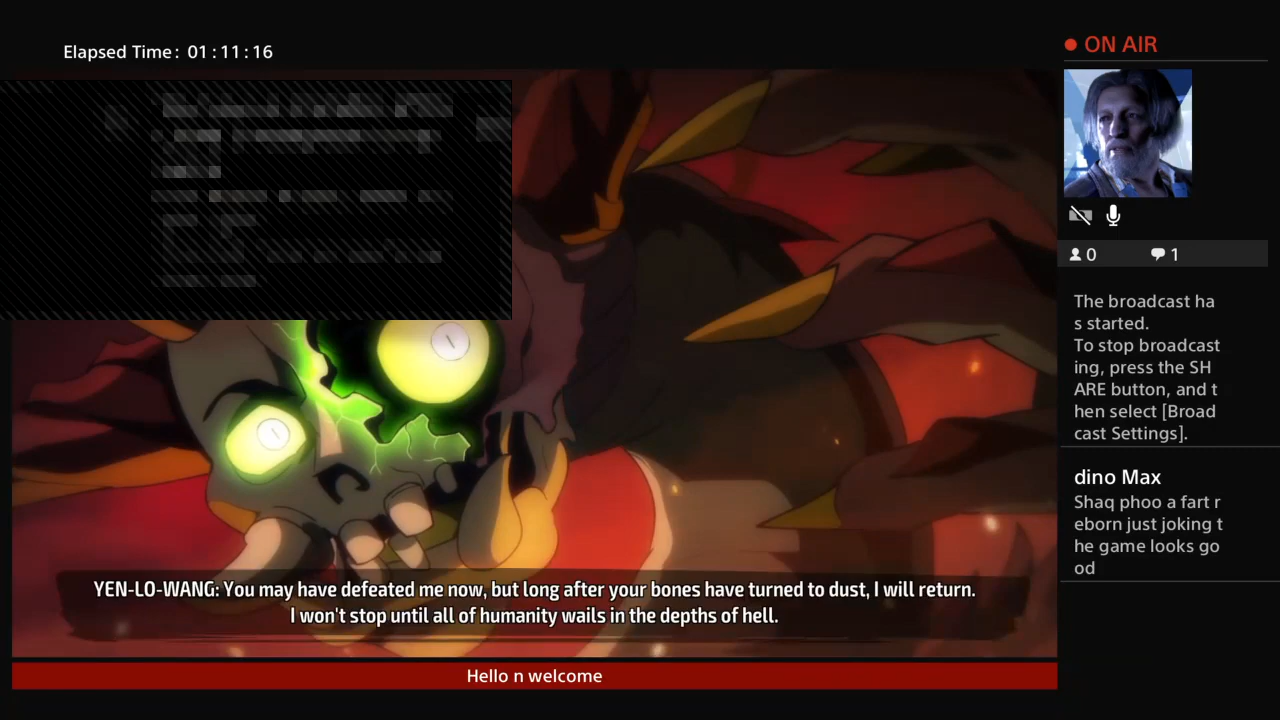 Elapsed Time: 01:11:16
ON AIR
0 1
The broadcast ha
s started.
To stop broadcast
ing, press the SH
ARE button, and t
hen select [Broad
cast Settings].
dino Max
Shaq phoo a fart r
eborn just joking t
he game looks go
od
YEN-LO-WANG: You may have defeated me now, but long after your bones have turned to dust, I will return.
I won't stop until all of humanity wails in the depths of hell.
Hello n welcome